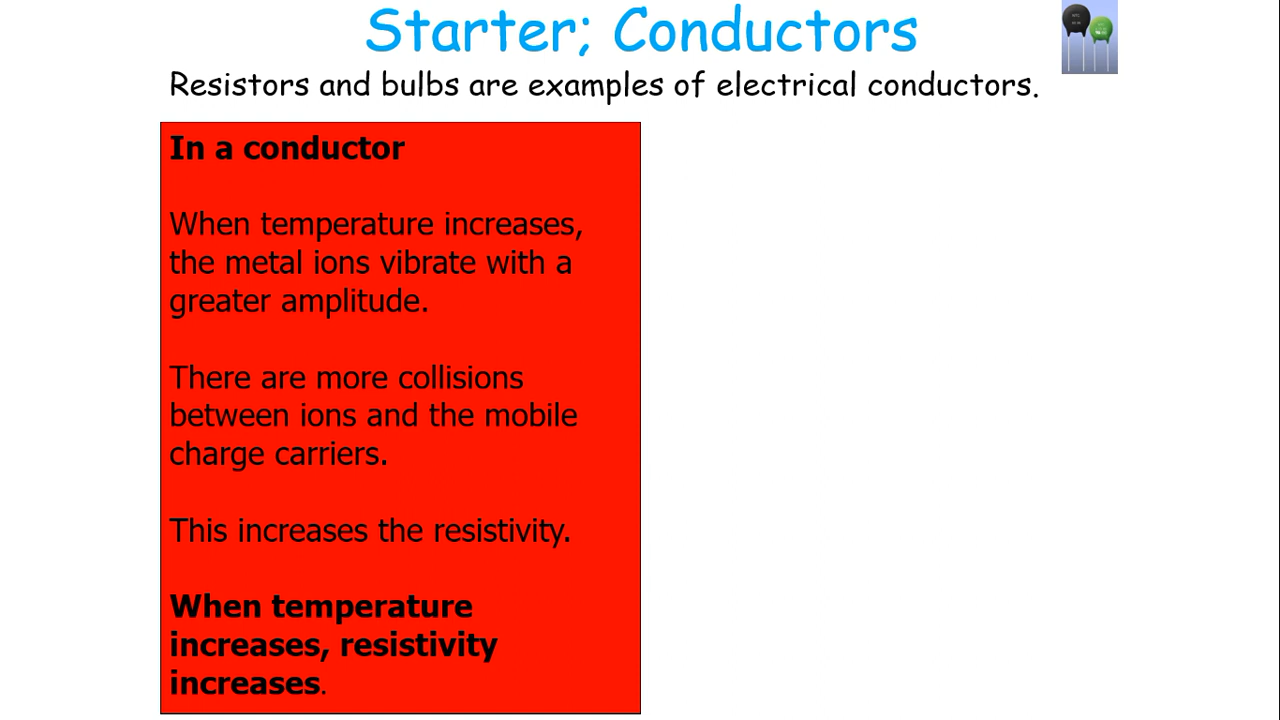 Starter; Conductors
Resistors and bulbs are examples of electrical conductors.
In a conductor
When temperature increases,
the metal ions vibrate with a
greater amplitude.
There are more collisions
between ions and the mobile
charge carriers.
This increases the resistivity.
When temperature
increases, resistivity
increases.